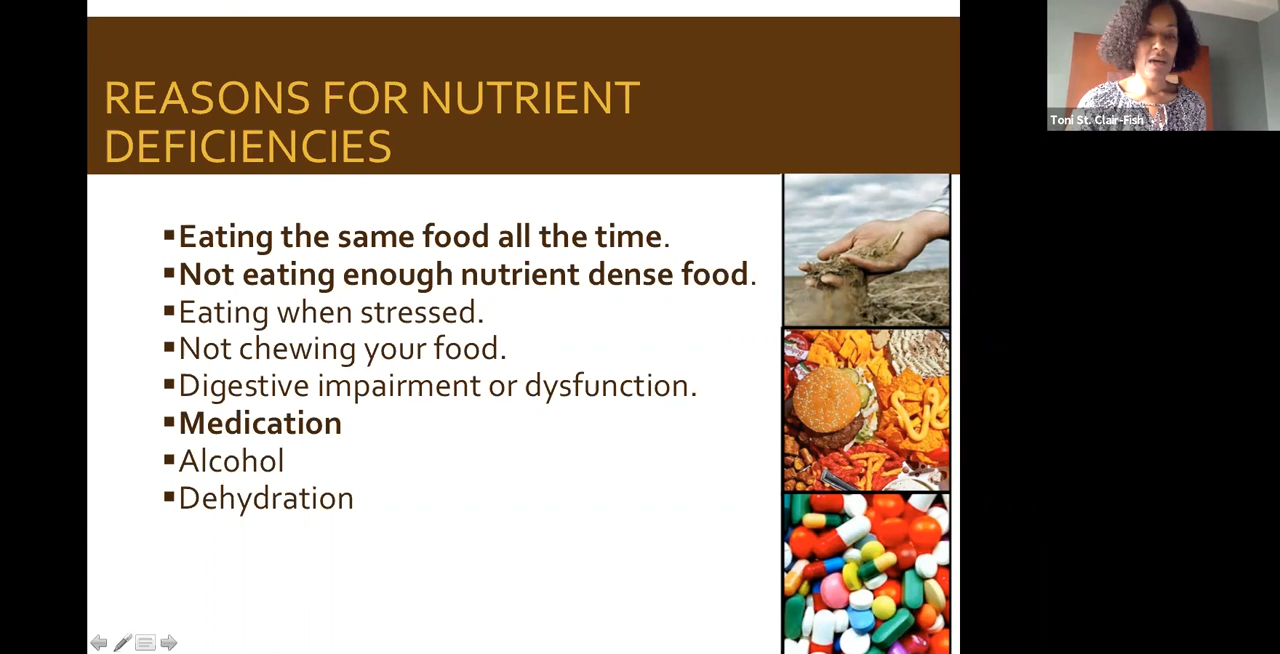 REASONS FOR NUTRIENT
DEFICIENCIES
▪Eating the same food all the time.
▪Not eating enough nutrient dense food.
▪Eating when stressed.
▪Not chewing your food.
▪Digestive impairment or dysfunction.
▪Medication
▪Alcohol
▪Dehydration
Toni St. Clair-Fish